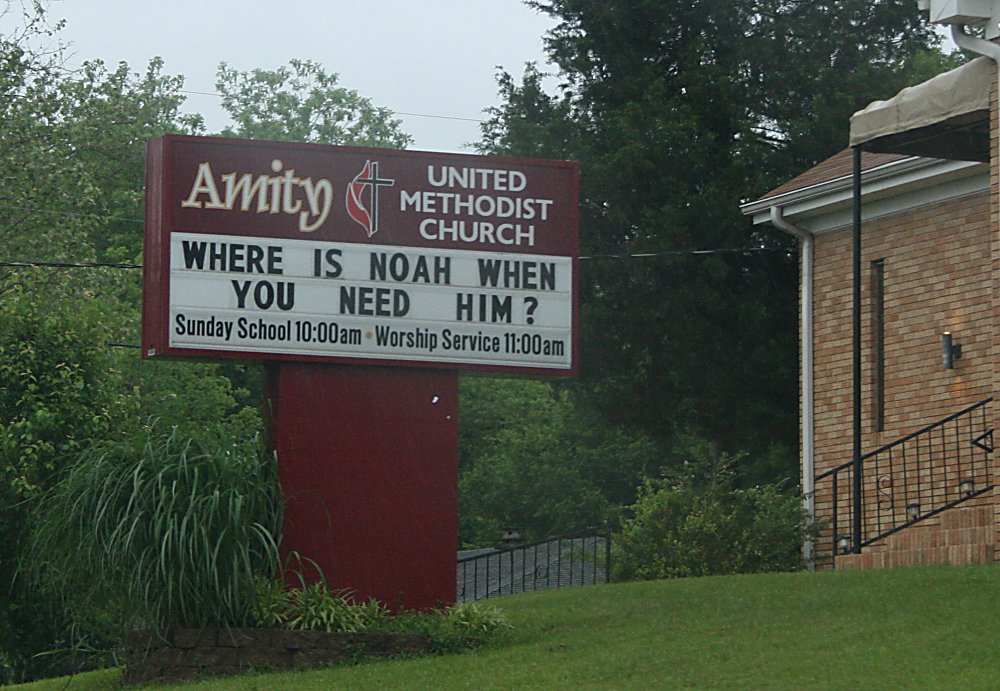 Amity
UNITED
METHODIST
CHURCH
WHERE IS NOAH WHEN
YOU NEED HIM?
Sunday School 10:00am • Worship Service 11:00am